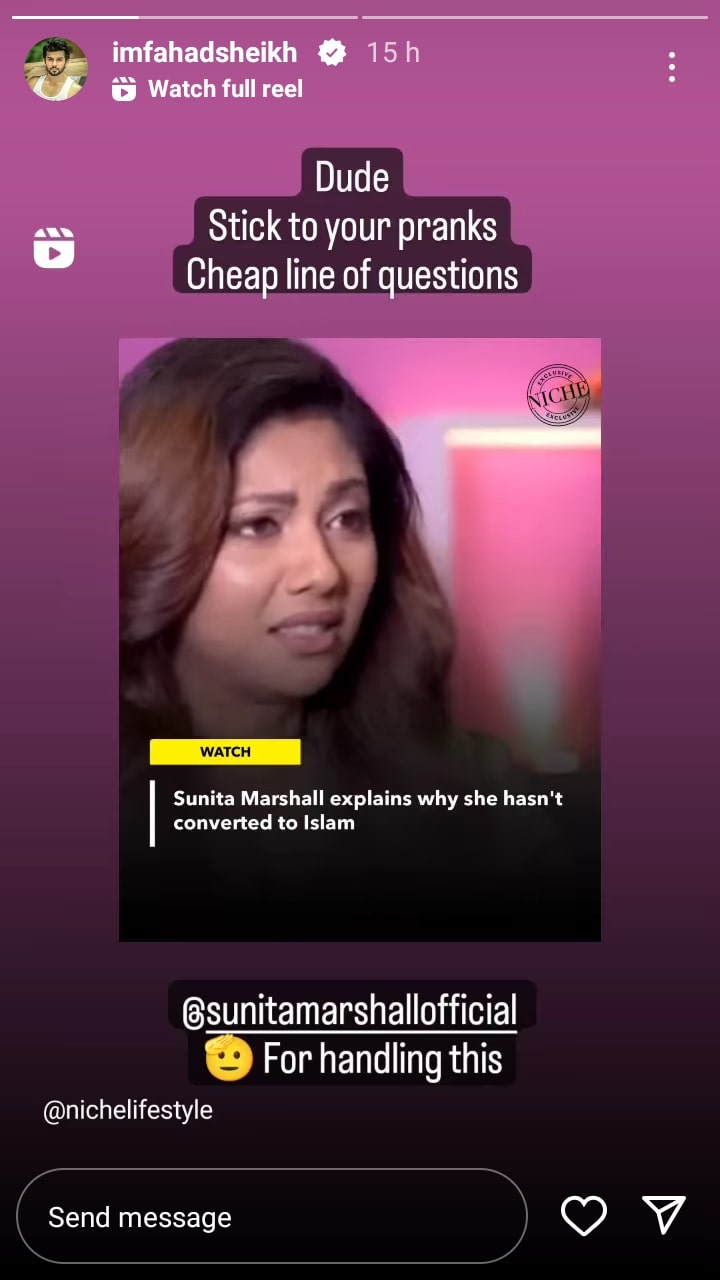 imfahadsheikh 15 h
Watch full reel
Dude
Stick to your pranks
Cheap line of questions
EXCLUSIVE
NICHE
EXCLUSIVE
WATCH
Sunita Marshall explains why she hasn't
converted to Islam
@sunitamarshallofficial
🫡 For handling this
@nichelifestyle
Send message